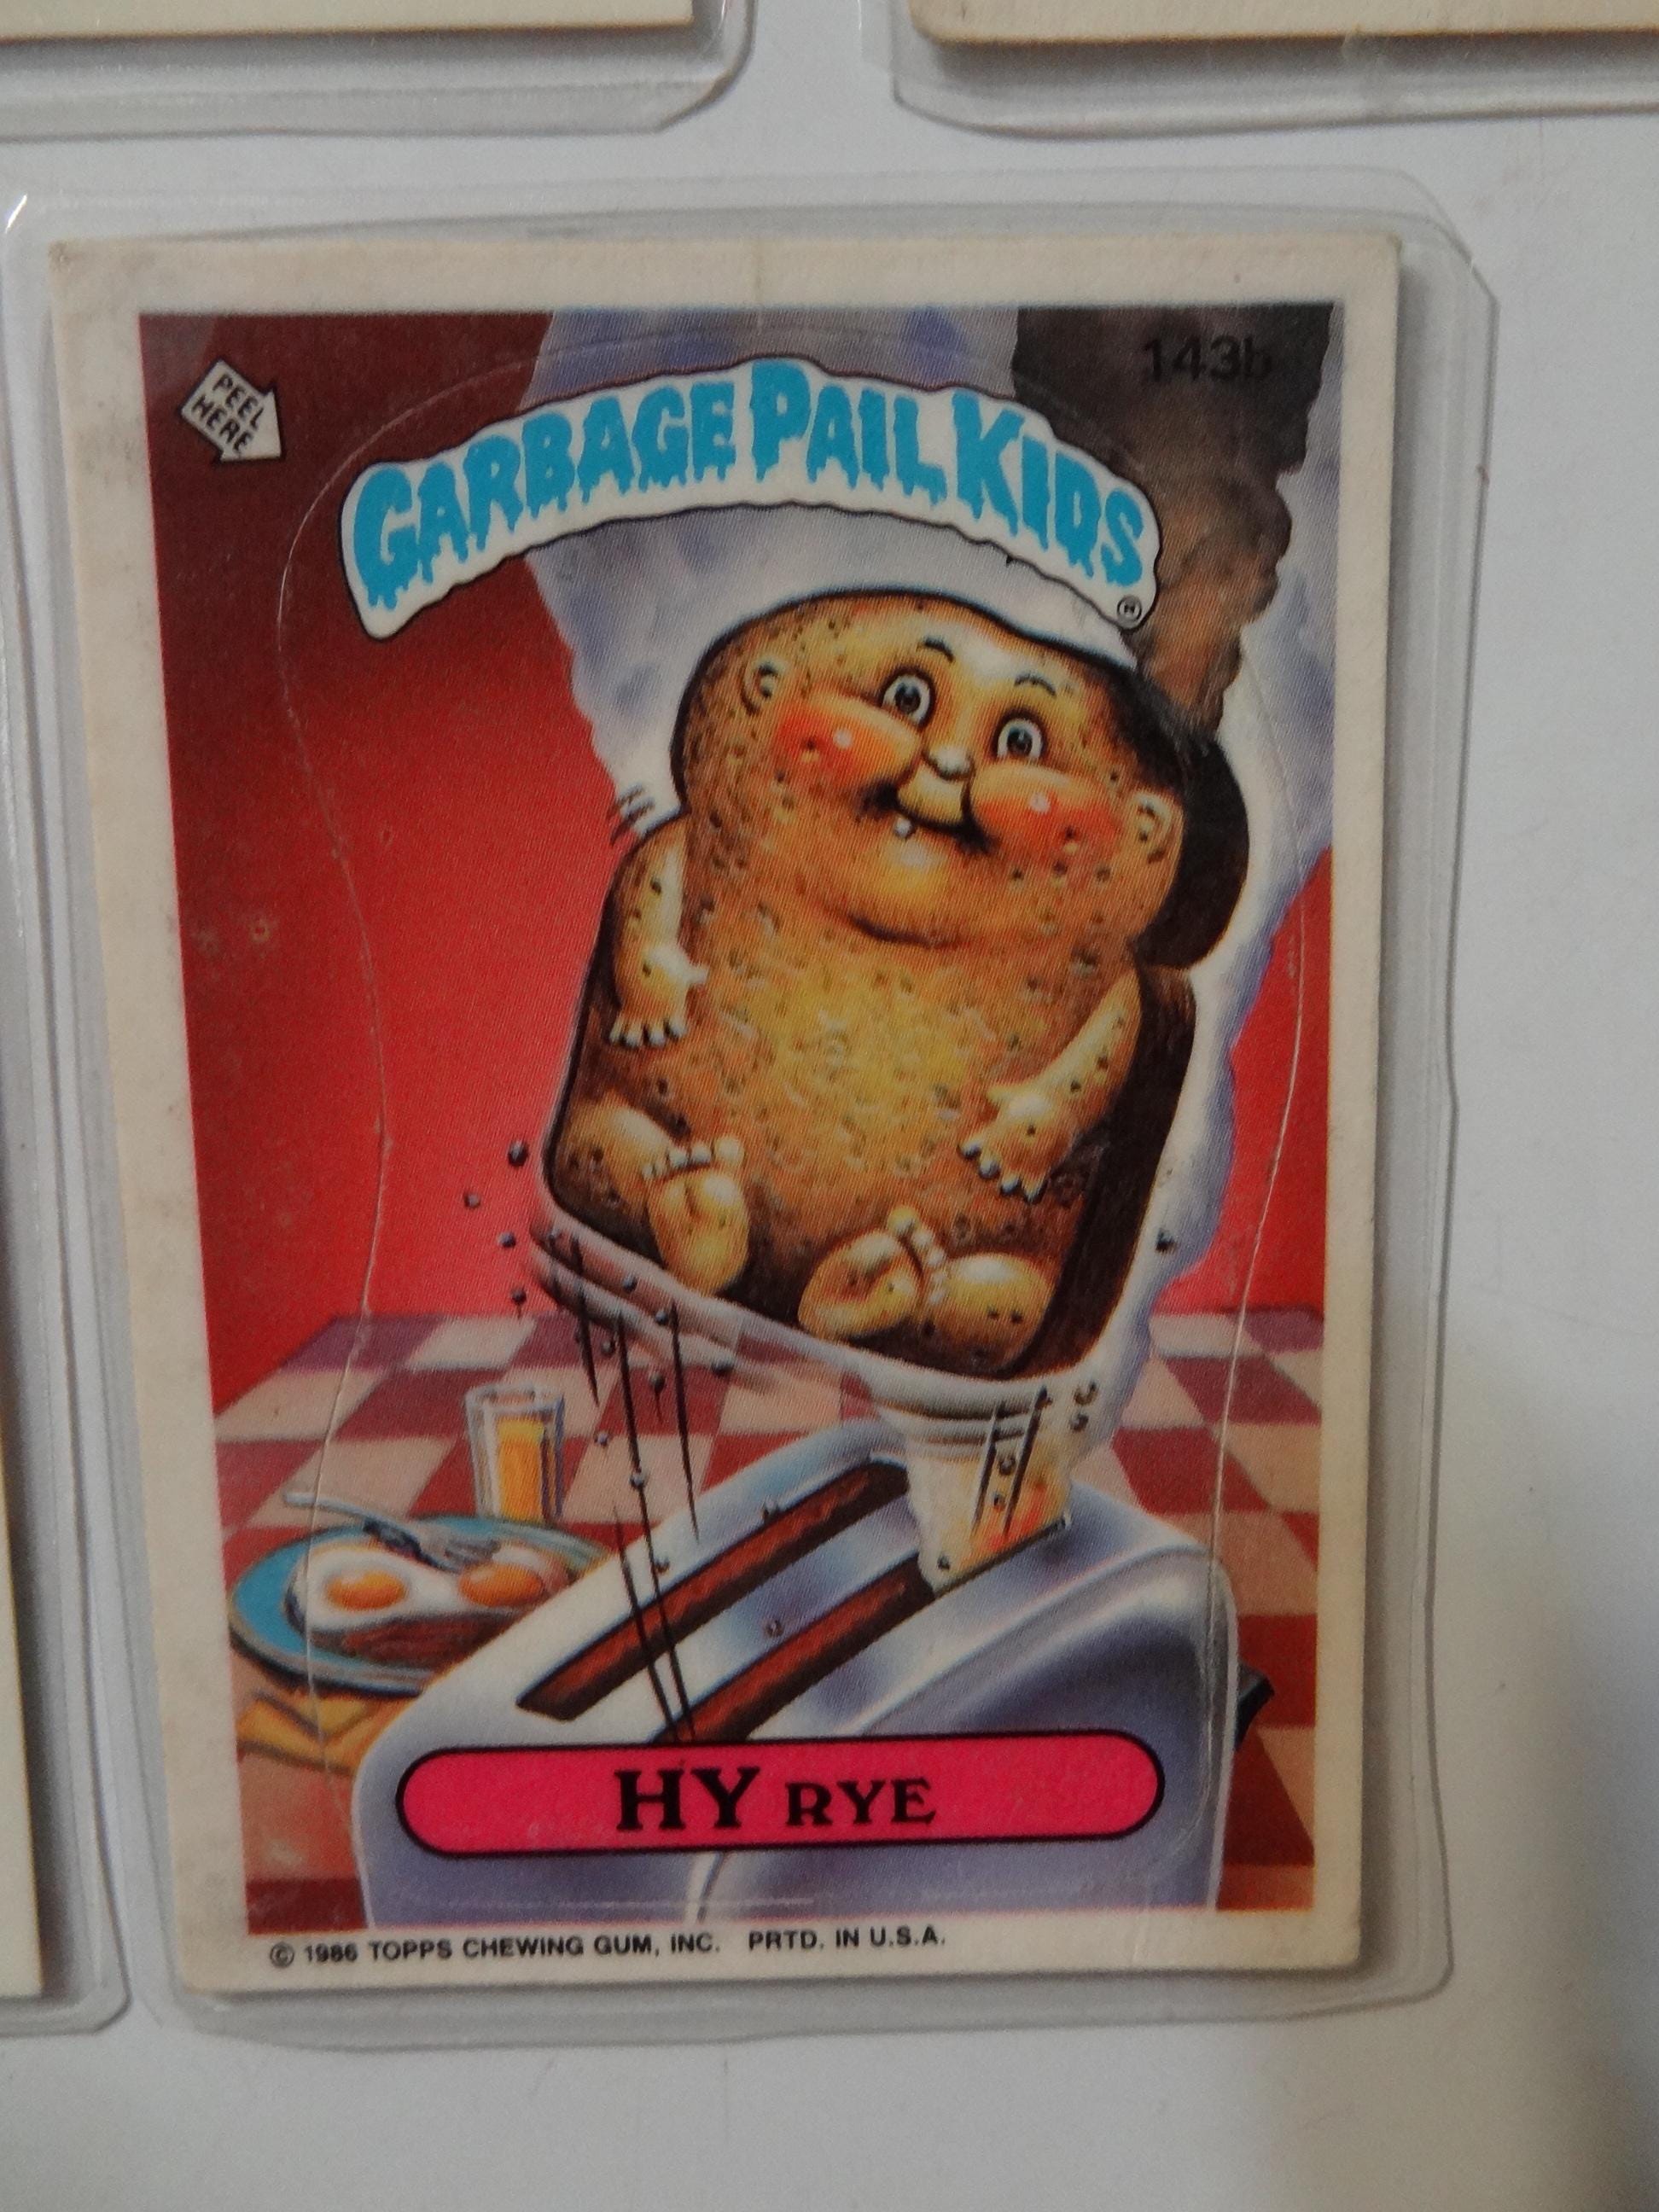 143b
PEEL
HERE
GARBAGE PAIL KIDS
®
HY RYE
© 1986 TOPPS CHEWING GUM, INC. PRTD. IN U.S.A.